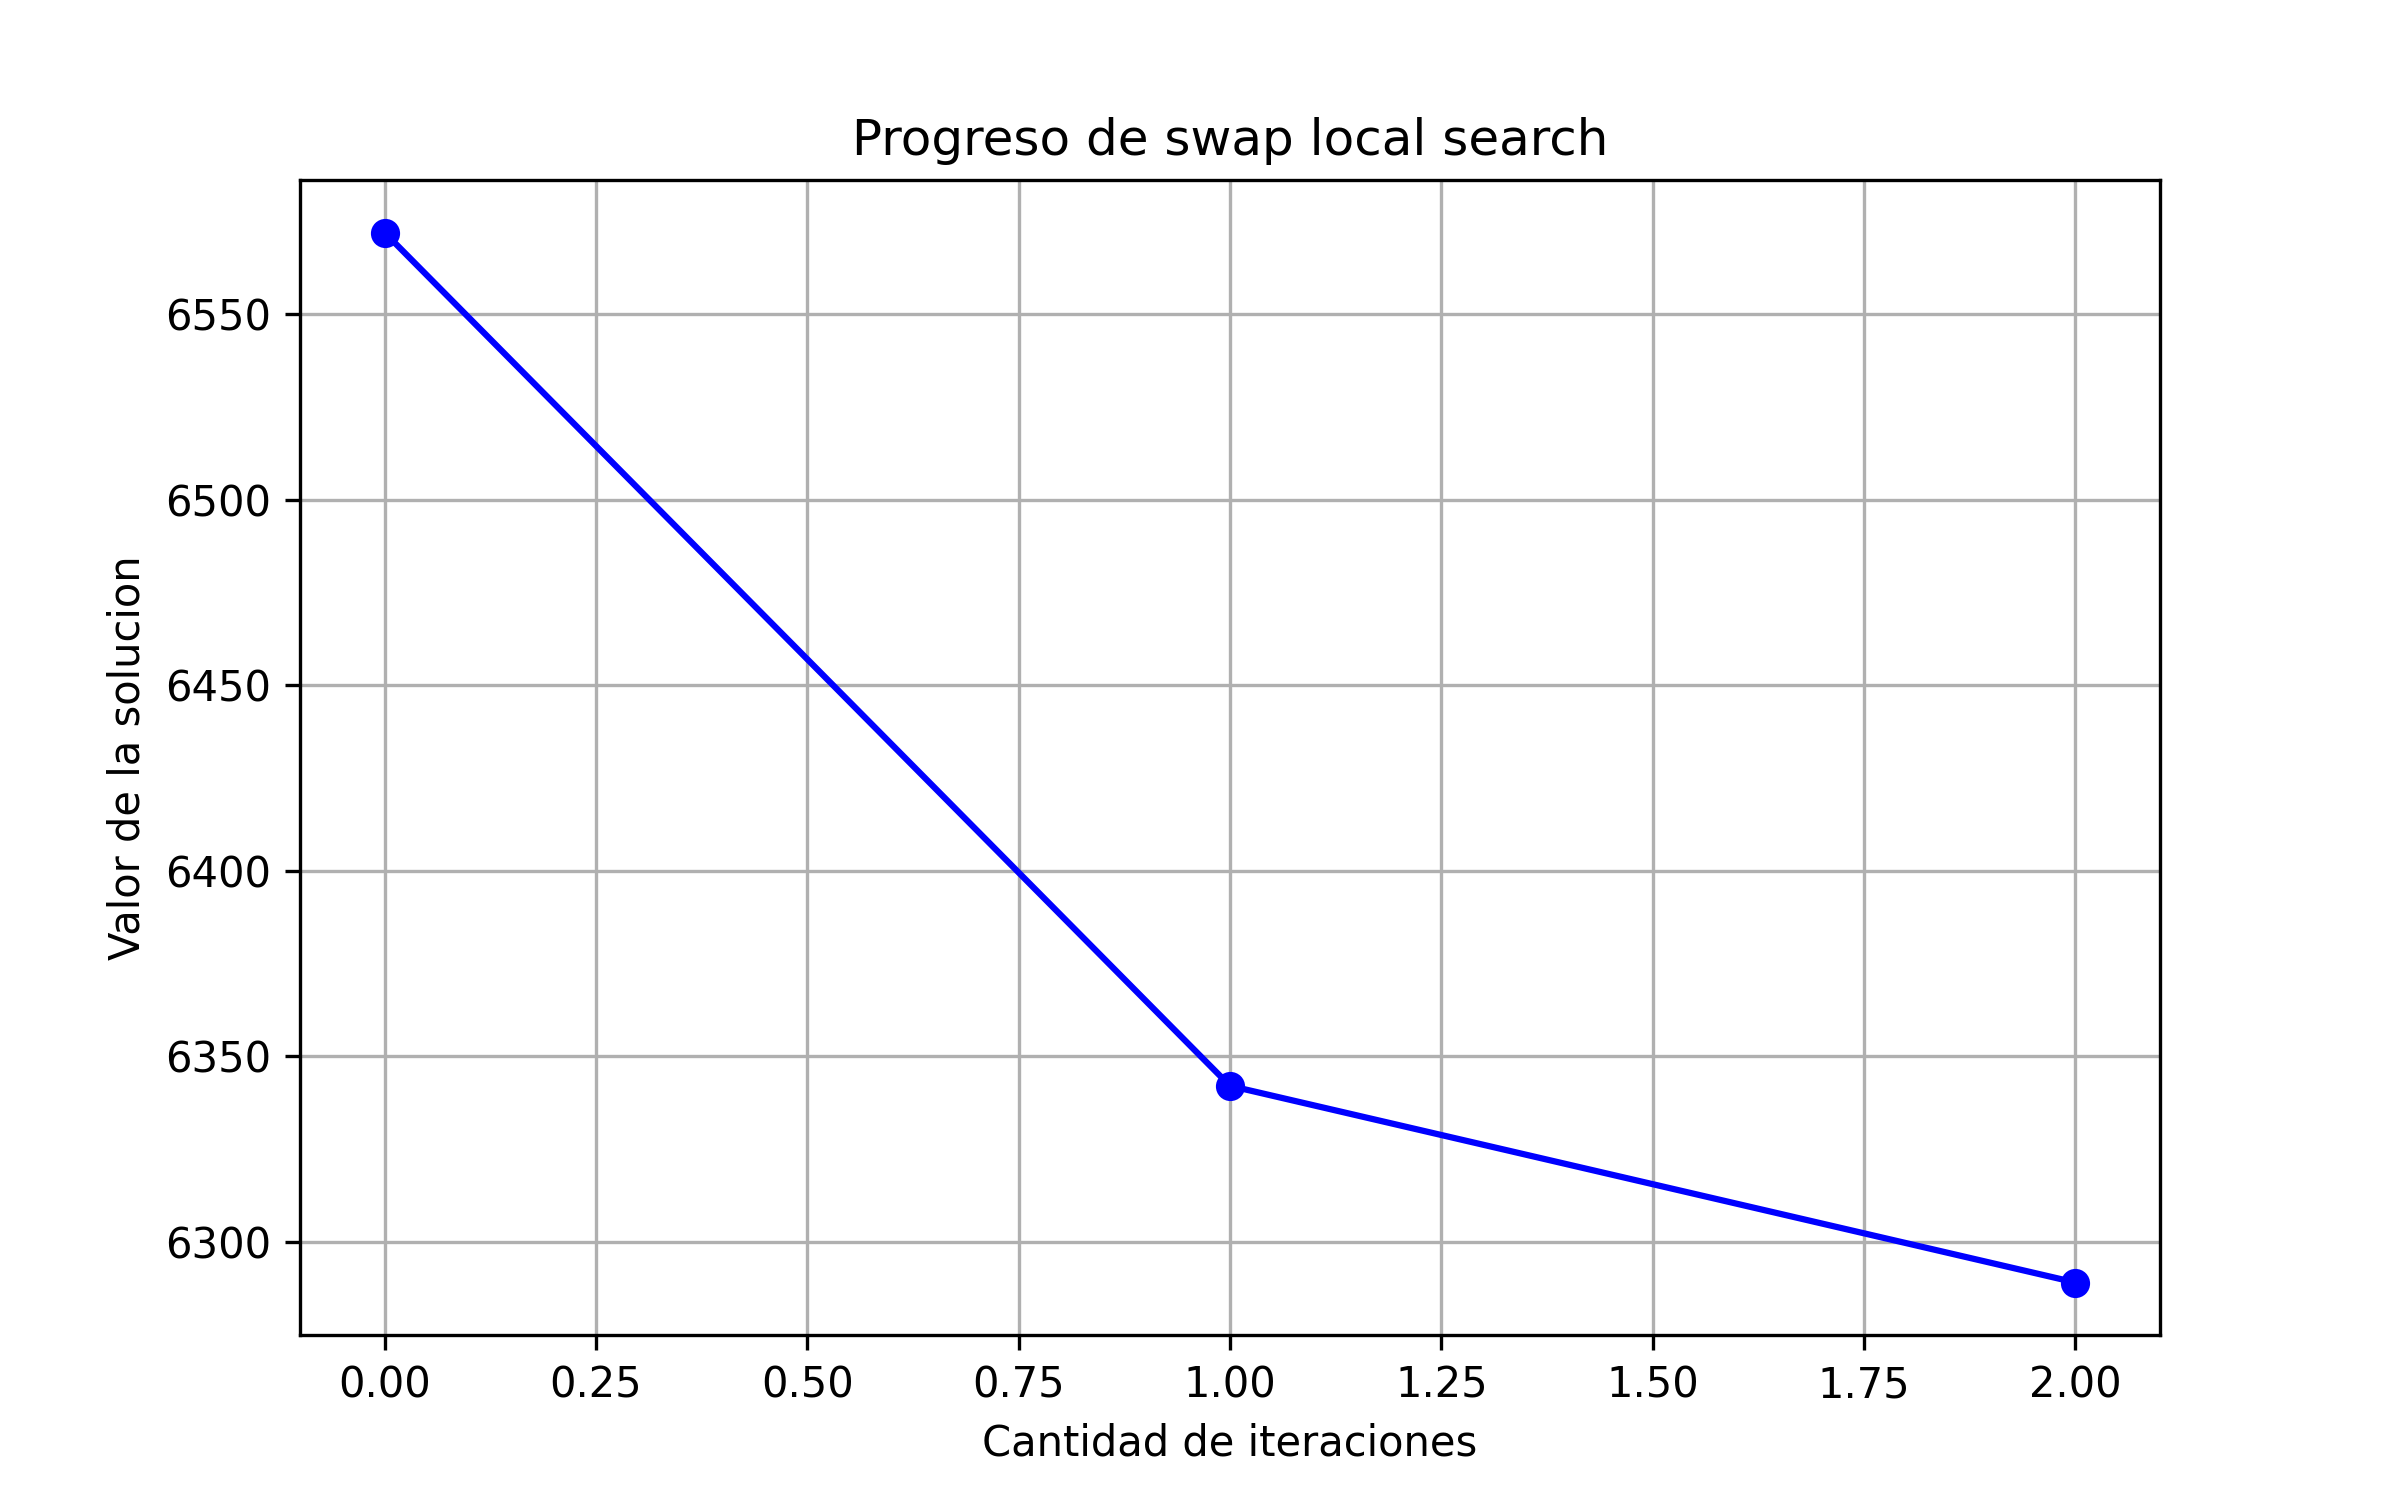 Progreso de swap local search
Valor de la solucion
6550
6500
6450
6400
6350
6300
0.00 0.25 0.50 0.75 1.00 1.25 1.50 1.75 2.00
Cantidad de iteraciones